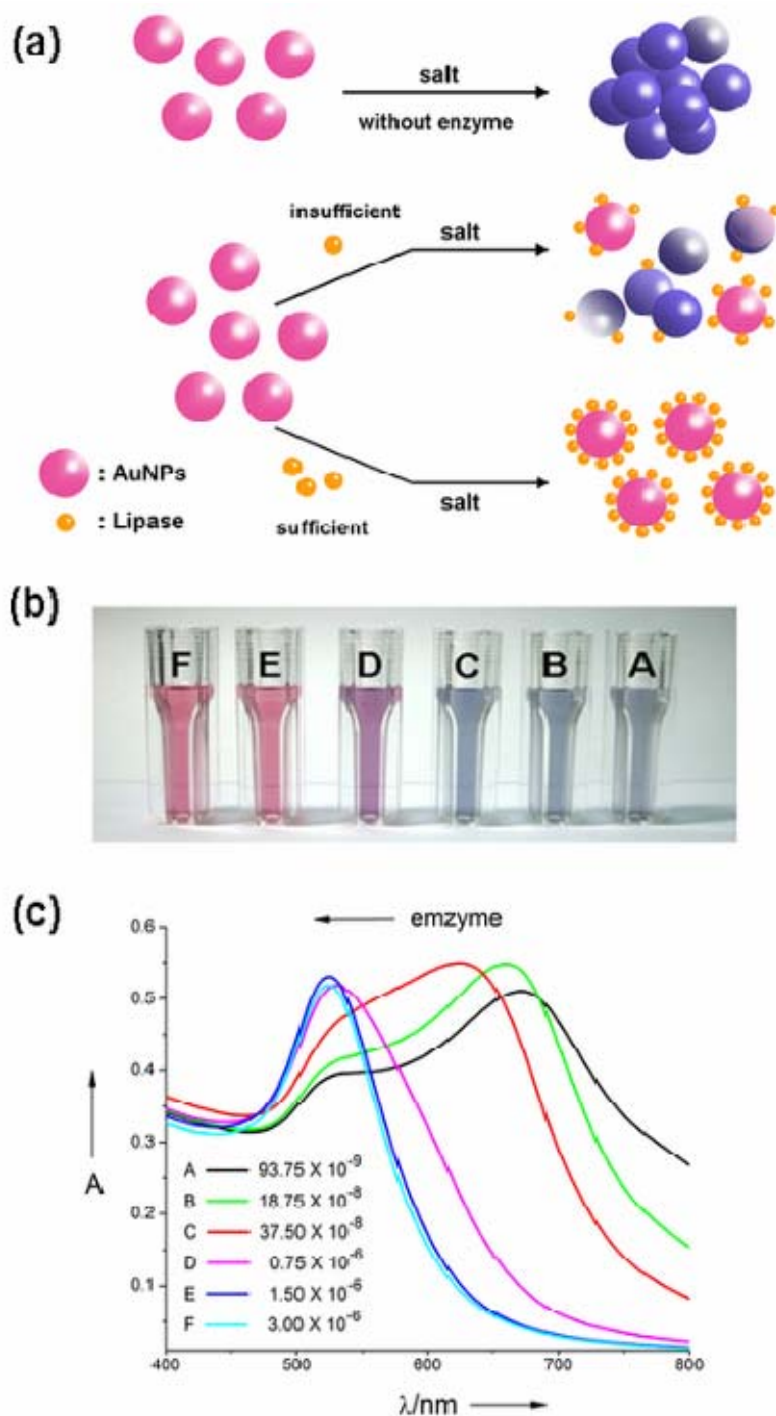 (a)
salt
without enzyme
insufficient
salt
: AuNPs
: Lipase
sufficient
salt
(b)
F E D C B A
(c)
emzyme
0.6
0.5
0.4
0.3
0.2
0.1
A
A 93.75 X 10⁻⁹
B 18.75 X 10⁻⁸
C 37.50 X 10⁻⁸
D 0.75 X 10⁻⁶
E 1.50 X 10⁻⁶
F 3.00 X 10⁻⁶
400 500 600 700 800
λ/nm